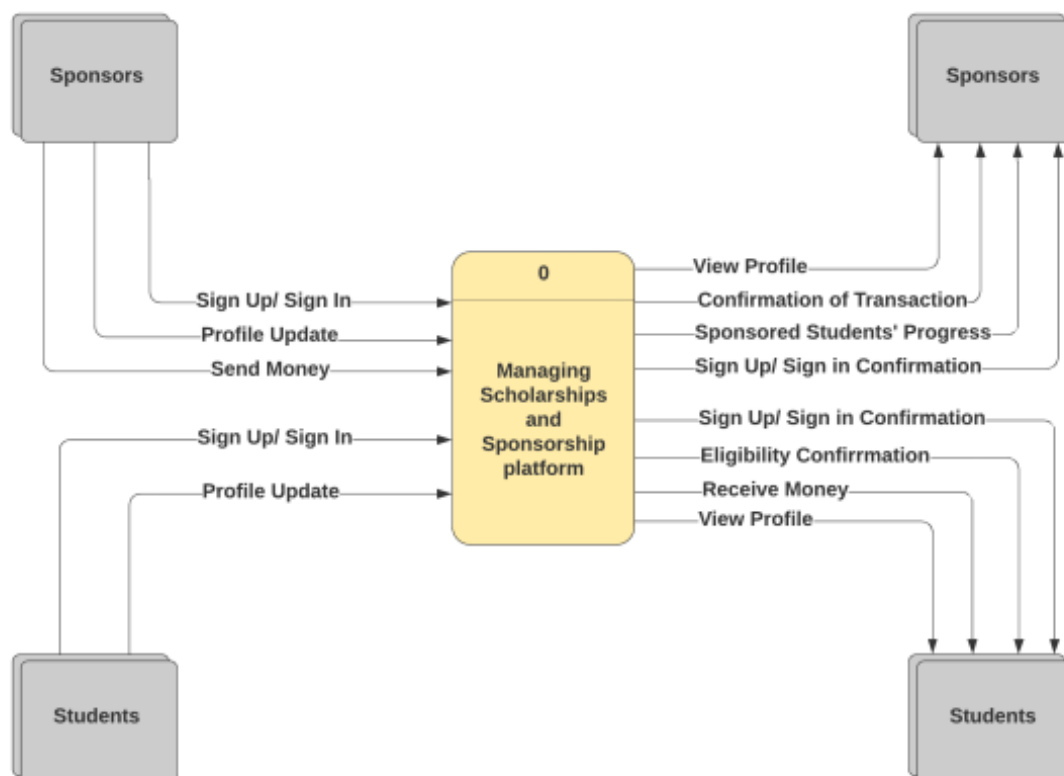 Sponsors
Sponsors
View Profile
0
Sign Up/ Sign In
Confirmation of Transaction
Profile Update
Sponsored Students' Progress
Send Money
Sign Up/ Sign in Confirmation
Managing
Scholarships
and
Sponsorship
platform
Sign Up/ Sign In
Sign Up/ Sign in Confirmation
Eligibility Confirrmation
Profile Update
Receive Money
View Profile
Students
Students